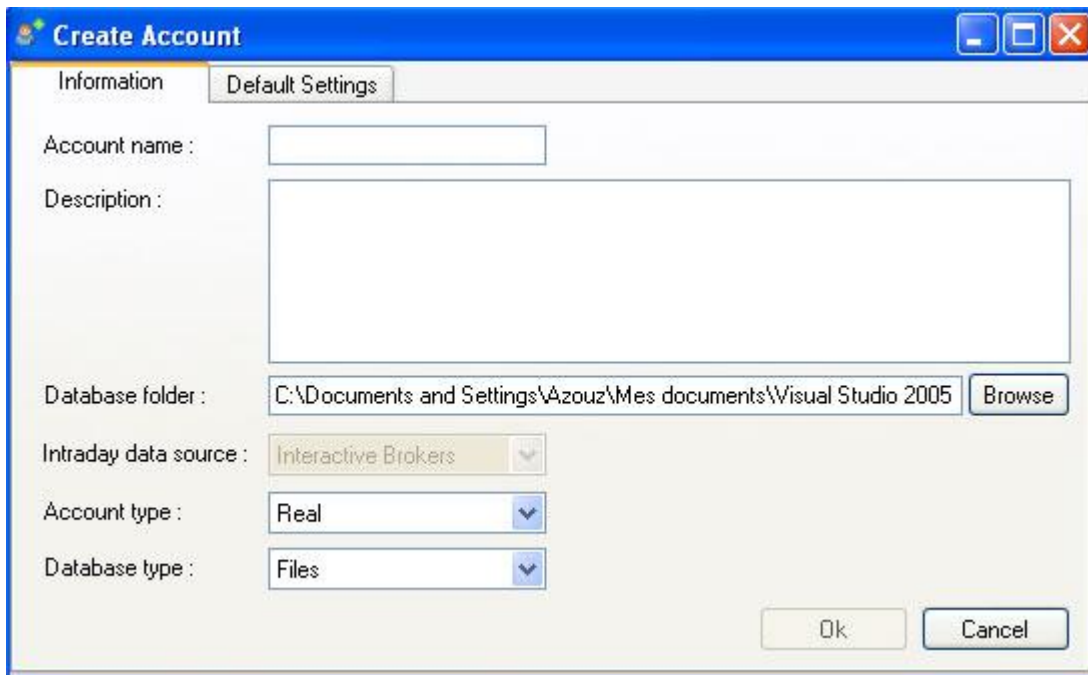 Create Account
Information Default Settings
Account name :
Description :
Database folder : C:\Documents and Settings\Azouz\Mes documents\Visual Studio 2005 Browse
Intraday data source : Interactive Brokers
Account type : Real
Database type : Files
Ok Cancel